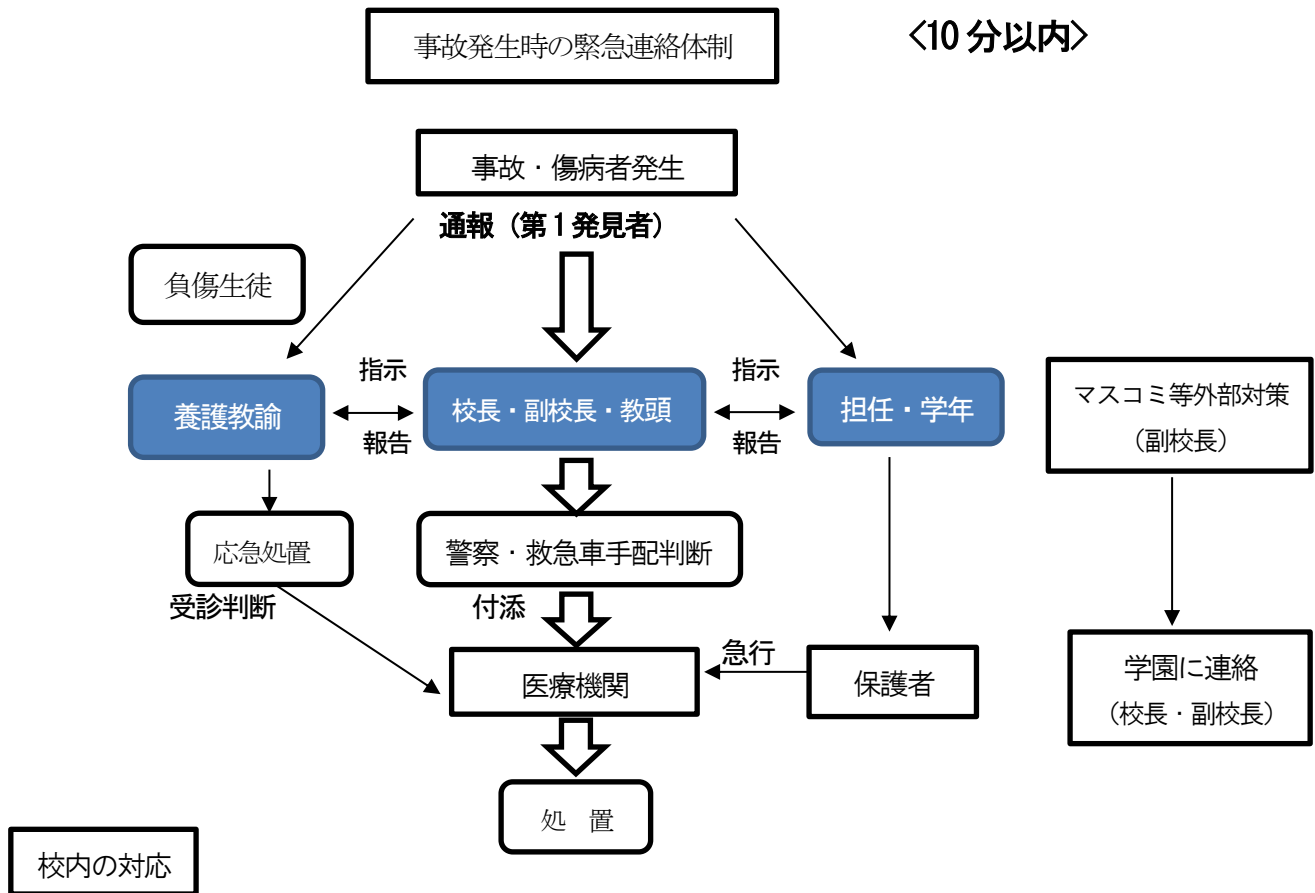 事故発生時の緊急連絡体制
<10分以内>
事故・傷病者発生
通報（第1発見者）
負傷生徒
指示
指示
養護教諭
校長・副校長・教頭
担任・学年
報告
報告
マスコミ等外部対策
（副校長）
応急処置
警察・救急車手配判断
受診判断
付添
急行
医療機関
保護者
学園に連絡
（校長・副校長）
処　置
校内の対応